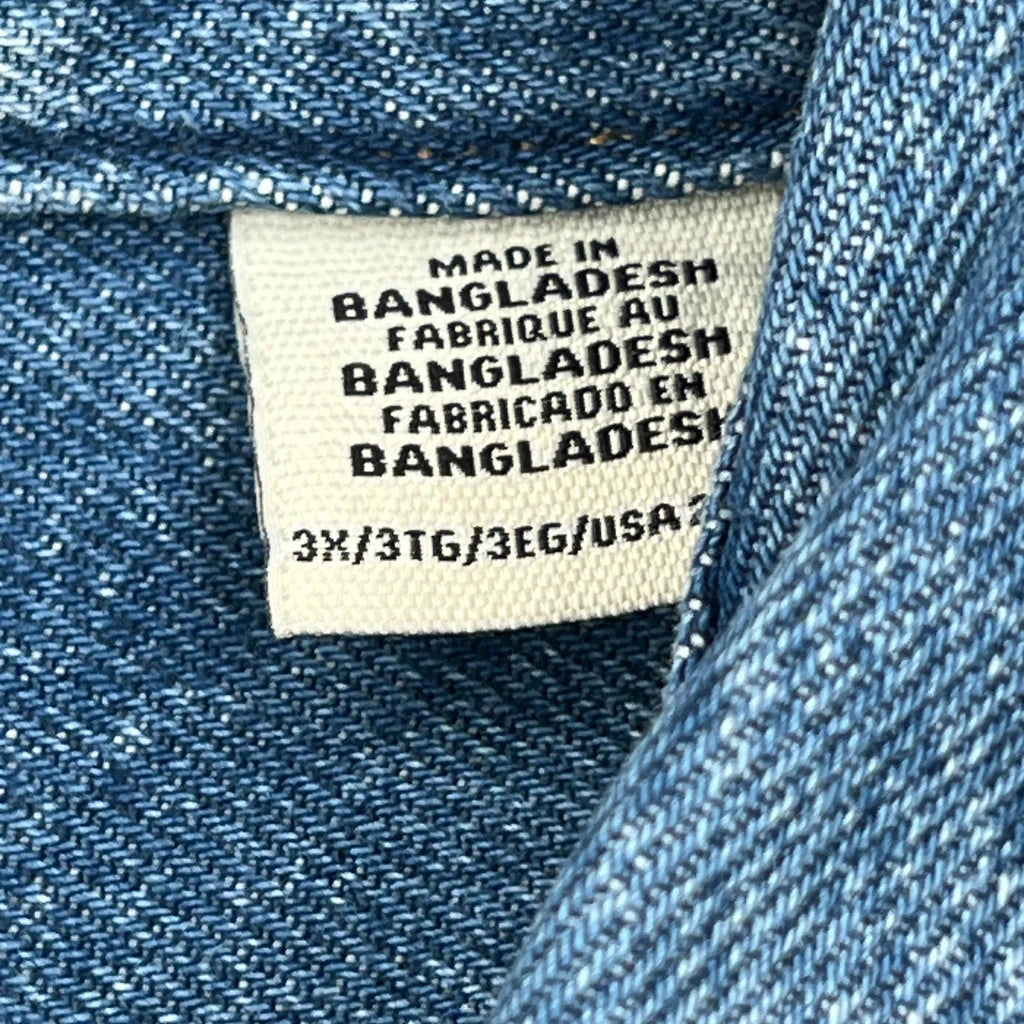 MADE IN
BANGLADESH
FABRIQUE AU
BANGLADESH
FABRICADO EN
BANGLADESH
3X/3TG/3EG/USA